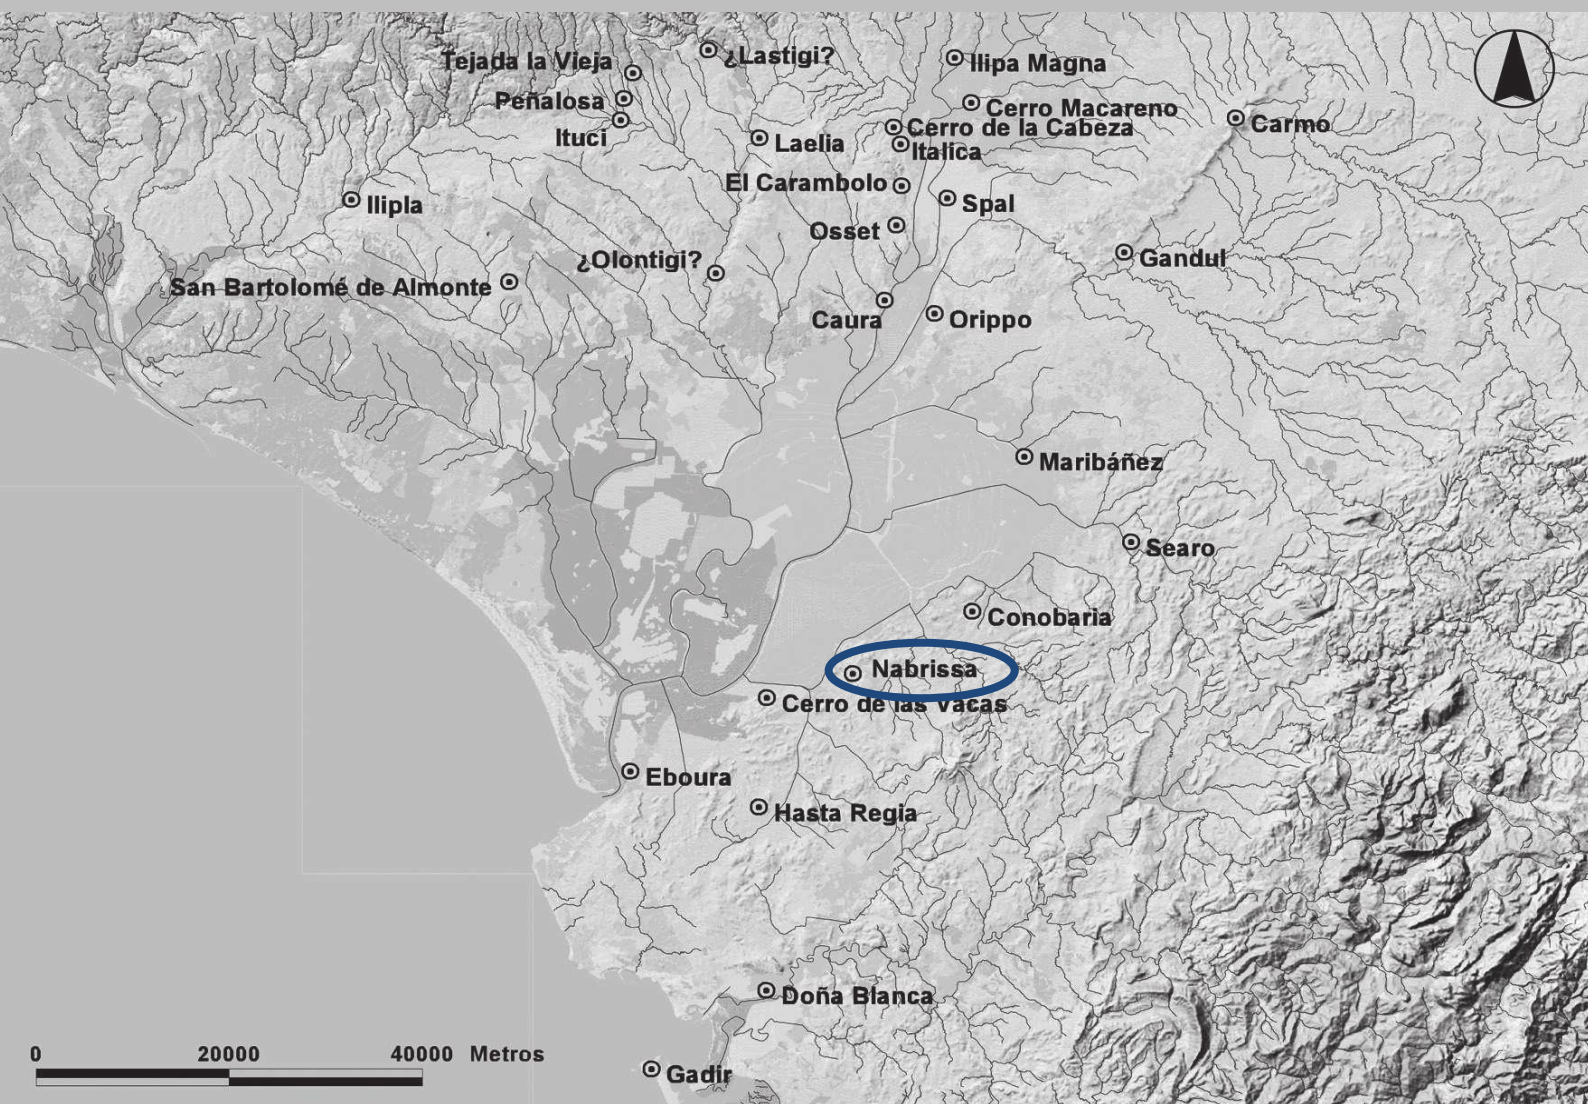 ¿Lastigi?
Tejada la Vieja
Ilipa Magna
Peñalosa
Cerro Macareno
Carmo
Cerro de la Cabeza
Ituci
Laelia
Italica
El Carambolo
Ilipla
Spal
Osset
¿Olontigi?
Gandul
San Bartolomé de Almonte
Caura
Orippo
Maribáñez
Searo
Conobaria
Nabrissa
Cerro de las Vacas
Eboura
Hasta Regia
Doña Blanca
0 20000 40000 Metros
Gadir